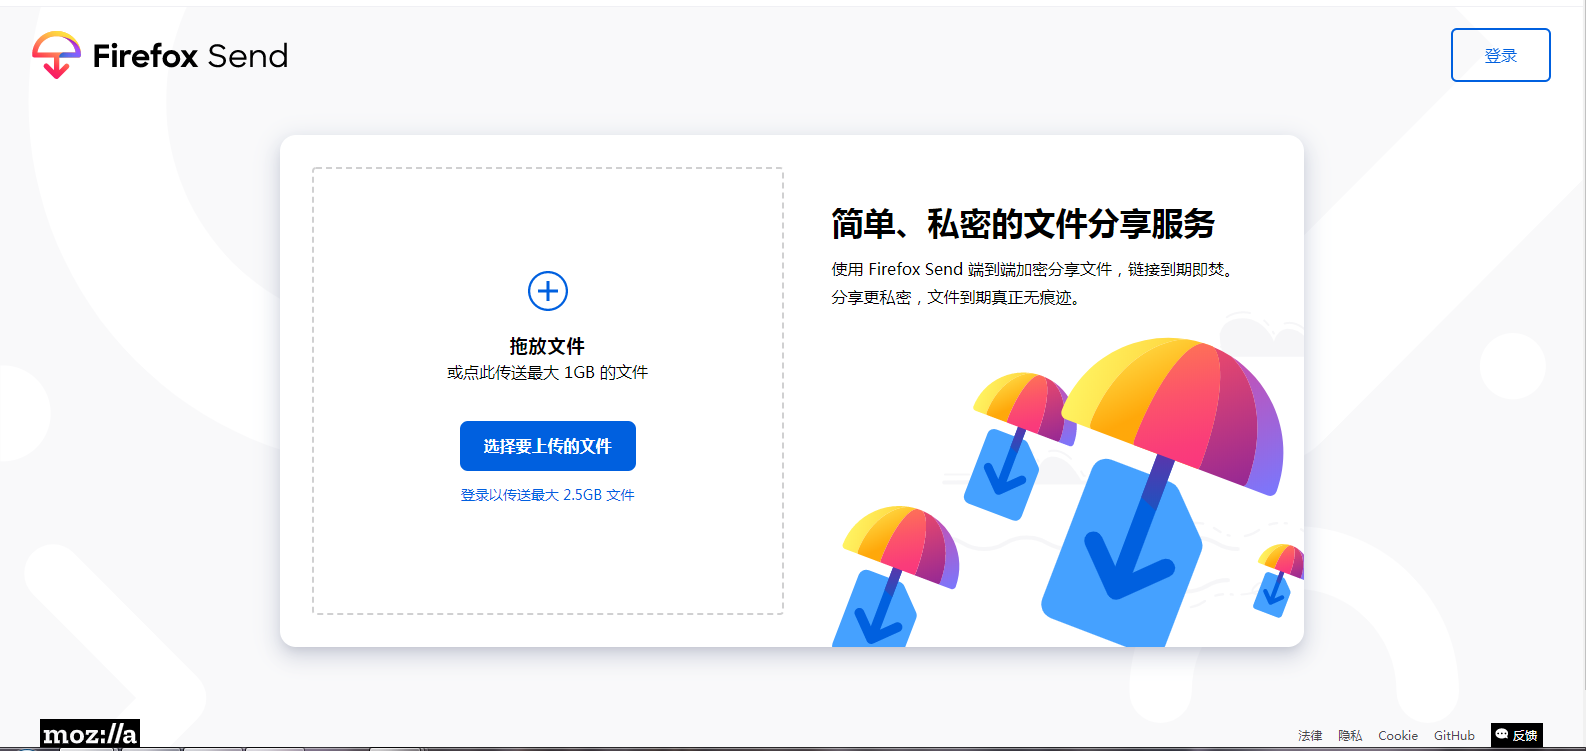 Firefox Send
登录
拖放文件
或点此传送最大 1GB 的文件
选择要上传的文件
登录以传送最大 2.5GB 文件
简单、私密的文件分享服务
使用 Firefox Send 端到端加密分享文件，链接到期即焚。
分享更私密，文件到期真正无痕迹。
moz://a
法律 隐私 Cookie GitHub 反馈